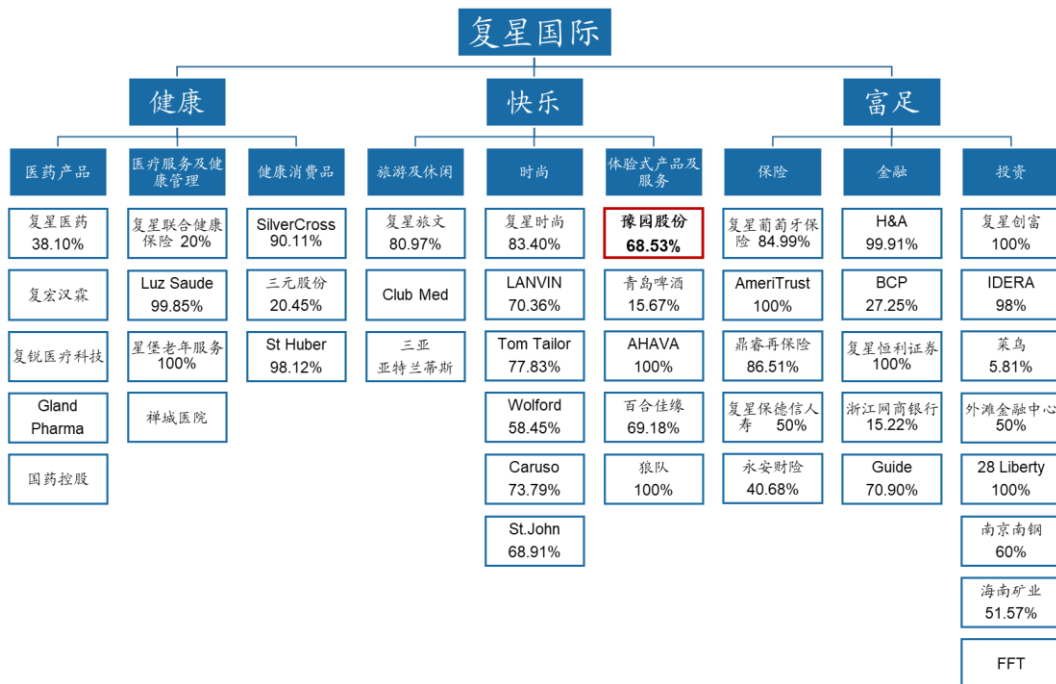 复星国际
健康
快乐
富足
医药产品
医疗服务及健
康管理
健康消费品
旅游及休闲
时尚
体验式产品及
服务
保险
金融
投资
复星医药
38.10%
复宏汉霖
复锐医疗科技
Gland
Pharma
国药控股
复星联合健康
保险 20%
Luz Saude
99.85%
星堡老年服务
100%
禅城医院
SilverCross
90.11%
三元股份
20.45%
St Huber
98.12%
复星旅文
80.97%
Club Med
三亚
亚特兰蒂斯
复星时尚
83.40%
LANVIN
70.36%
Tom Tailor
77.83%
Wolford
58.45%
Caruso
73.79%
St.John
68.91%
豫园股份
68.53%
青岛啤酒
15.67%
AHAVA
100%
百合佳缘
69.18%
狼队
100%
复星葡萄牙保
险 84.99%
AmeriTrust
100%
鼎睿再保险
86.51%
复星保德信人
寿 50%
永安财险
40.68%
H&A
99.91%
BCP
27.25%
复星恒利证券
100%
浙江网商银行
15.22%
Guide
70.90%
复星创富
100%
IDERA
98%
菜鸟
5.81%
外滩金融中心
50%
28 Liberty
100%
南京南钢
60%
海南矿业
51.57%
FFT